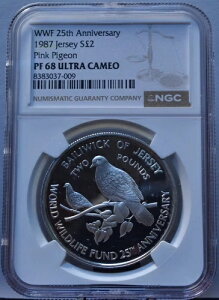 WWF 25th Anniversary
1987 Jersey S£2
Pink Pigeon
PF 68 ULTRA CAMEO
8383037-009
NUMISMATIC GUARANTY COMPANY
NGC
BAILIWICK OF JERSEY
TWO POUNDS
WORLD WILDLIFE FUND 25TH ANNIVERSARY